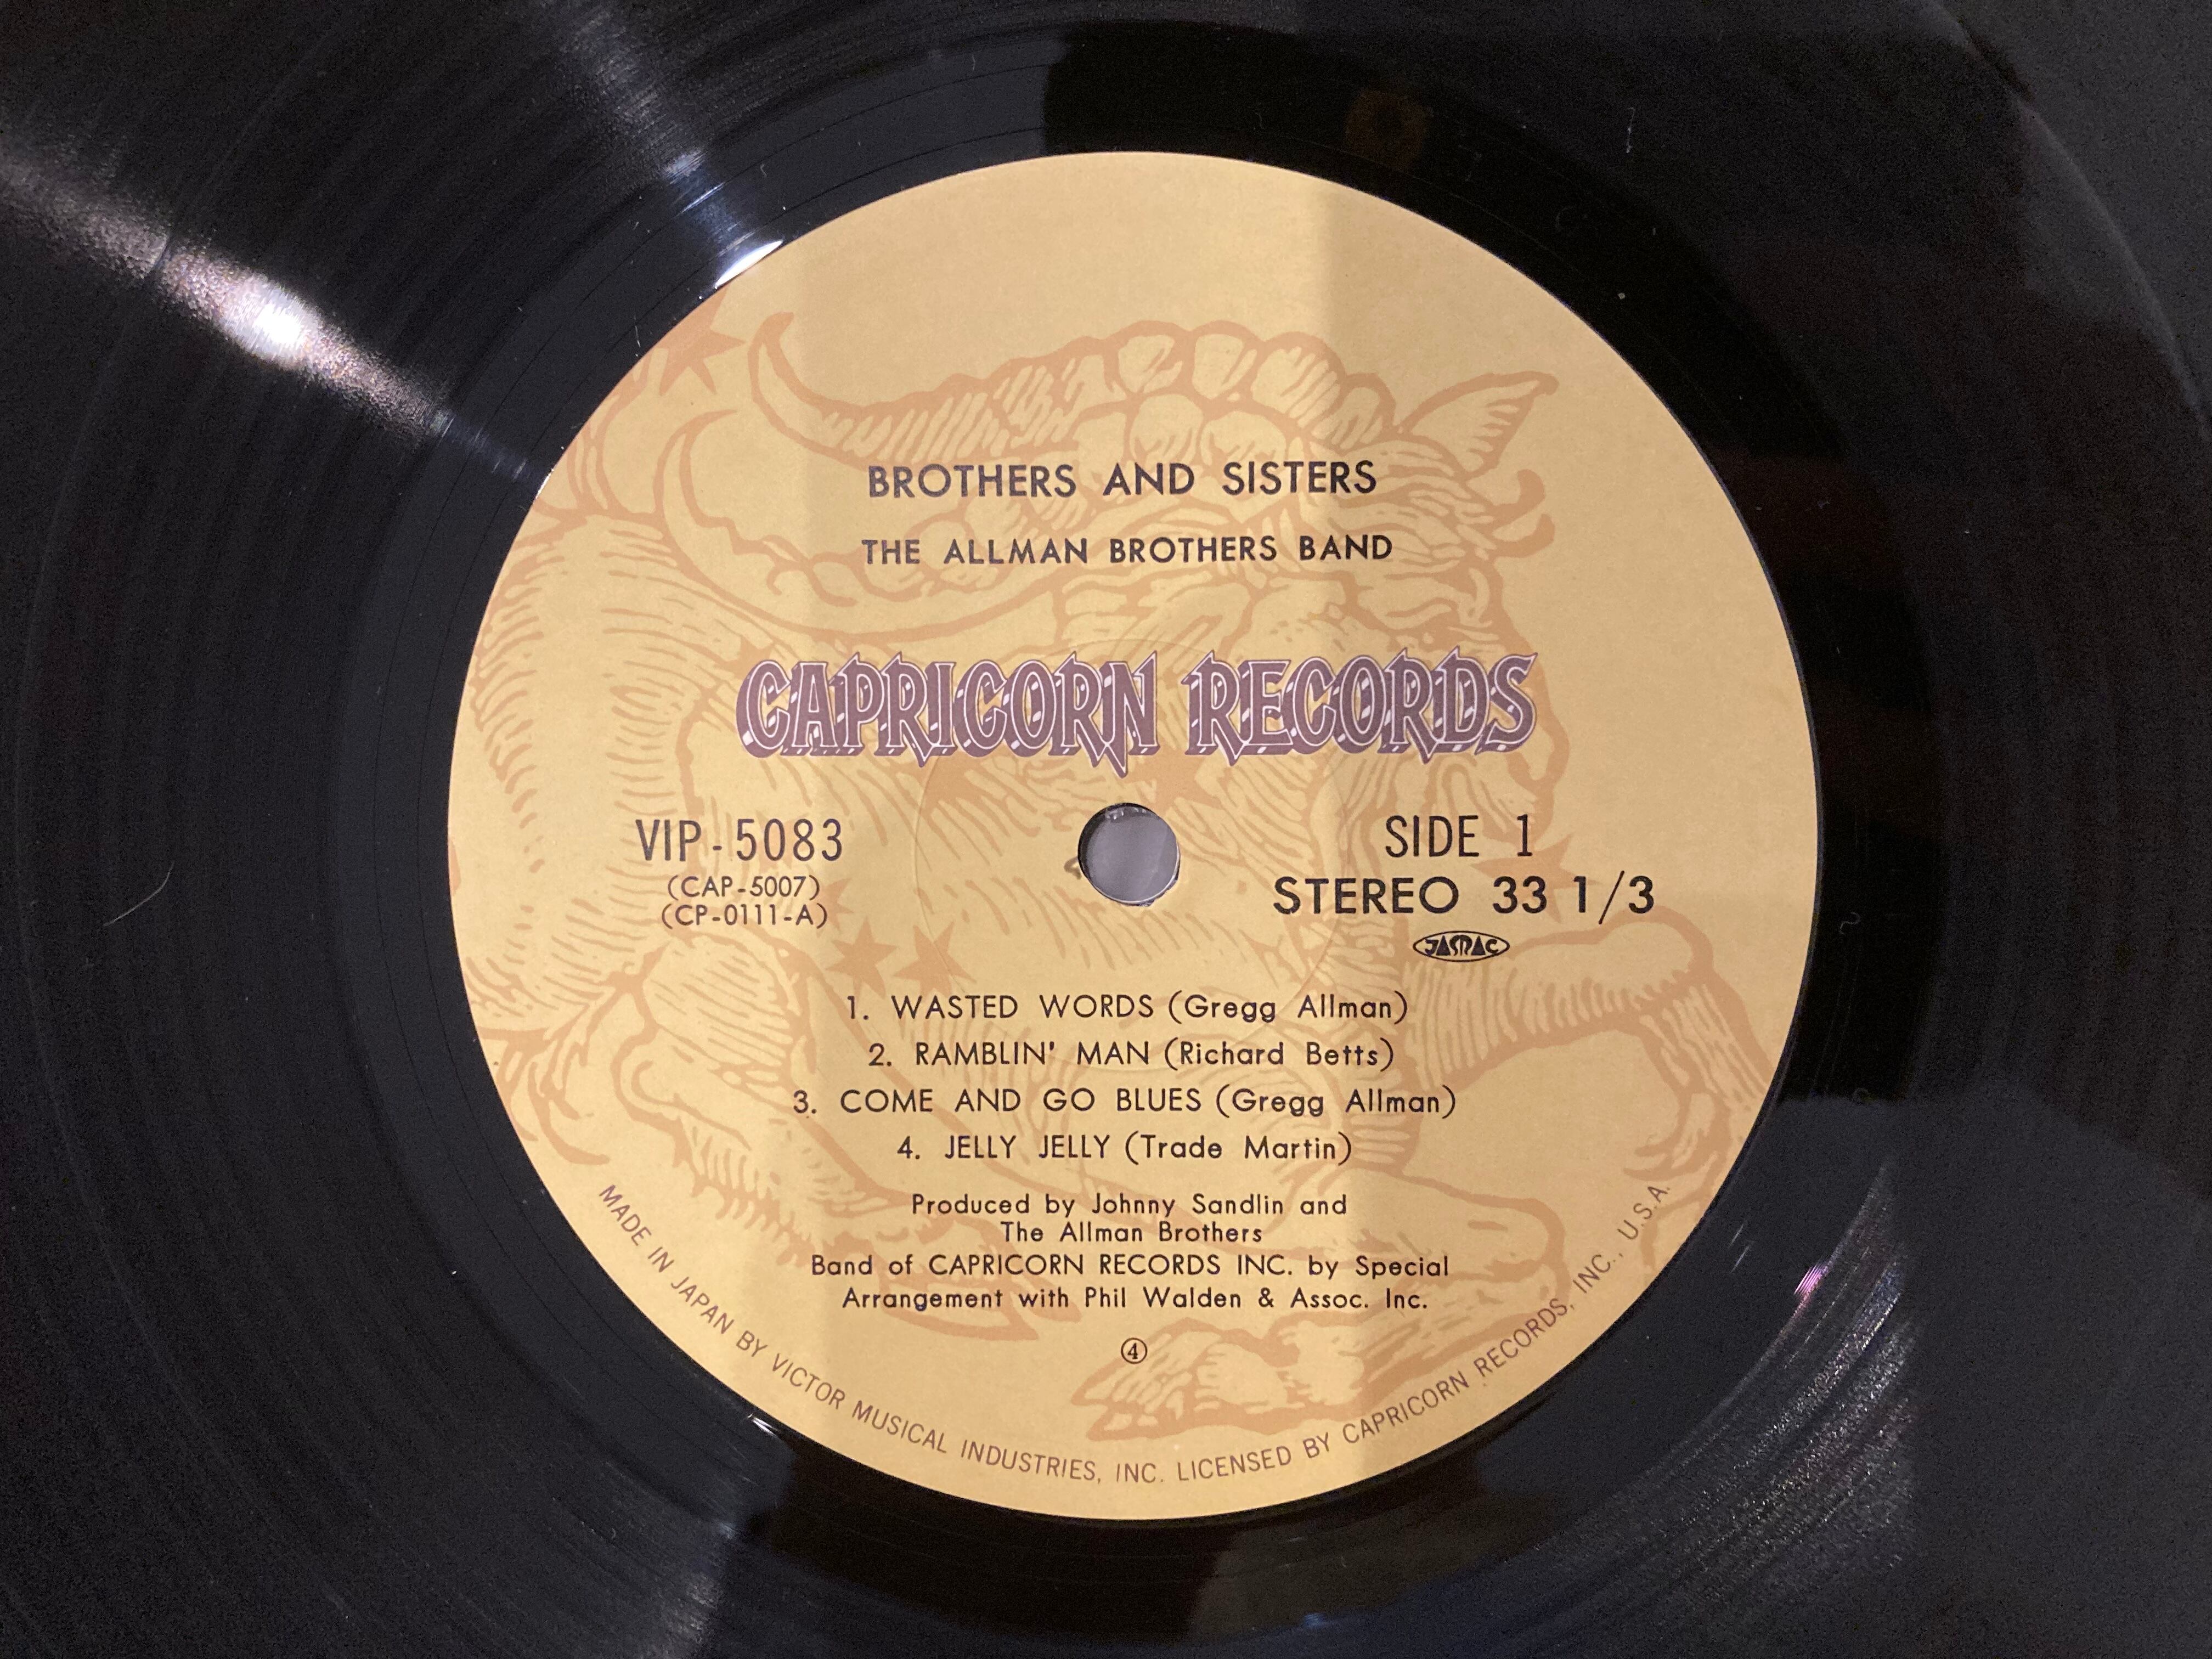 BROTHERS AND SISTERS
THE ALLMAN BROTHERS BAND
CAPRICORN RECORDS
VIP-5083
(CAP-5007)
(CP-0111-A)
SIDE 1
STEREO 33 1/3
JASRAC
1. WASTED WORDS (Gregg Allman)
2. RAMBLIN' MAN (Richard Betts)
3. COME AND GO BLUES (Gregg Allman)
4. JELLY JELLY (Trade Martin)
Produced by Johnny Sandlin and
The Allman Brothers
Band of CAPRICORN RECORDS INC. by Special
Arrangement with Phil Walden & Assoc. Inc.
④
MADE IN JAPAN BY VICTOR MUSICAL INDUSTRIES, INC. LICENSED BY CAPRICORN RECORDS, INC., U.S.A.